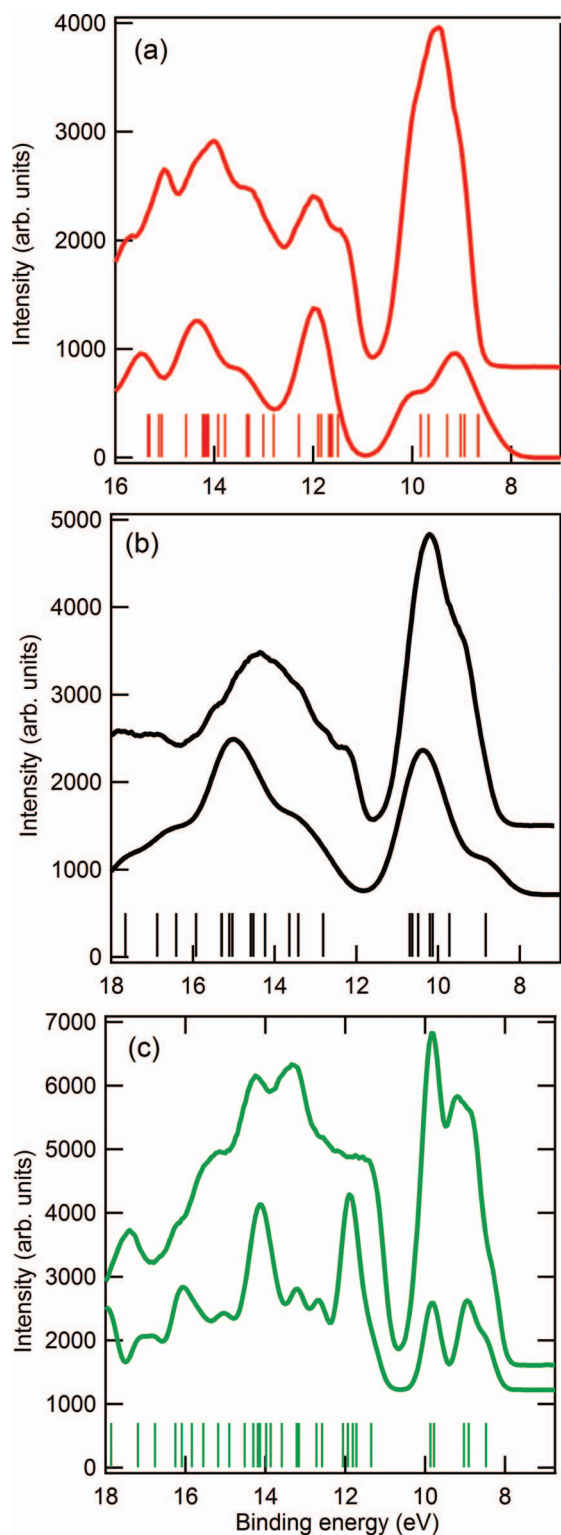 (a)
4000
3000
2000
1000
0
Intensity (arb. units)
16 14 12 10 8
(b)
5000
4000
3000
2000
1000
0
Intensity (arb. units)
18 16 14 12 10 8
(c)
7000
6000
5000
4000
3000
2000
1000
0
Intensity (arb. units)
18 16 14 12 10 8
Binding energy (eV)